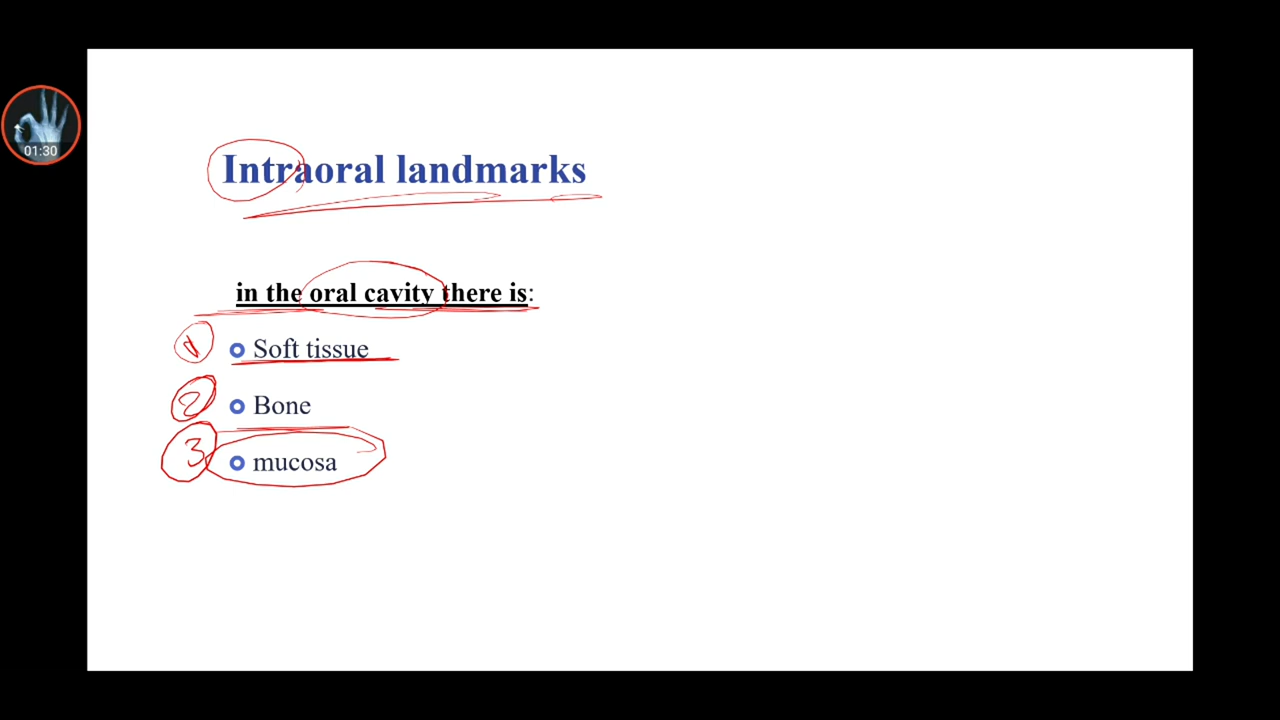 01:30
Intraoral landmarks
in the oral cavity there is:
1 Soft tissue
2 Bone
3 mucosa